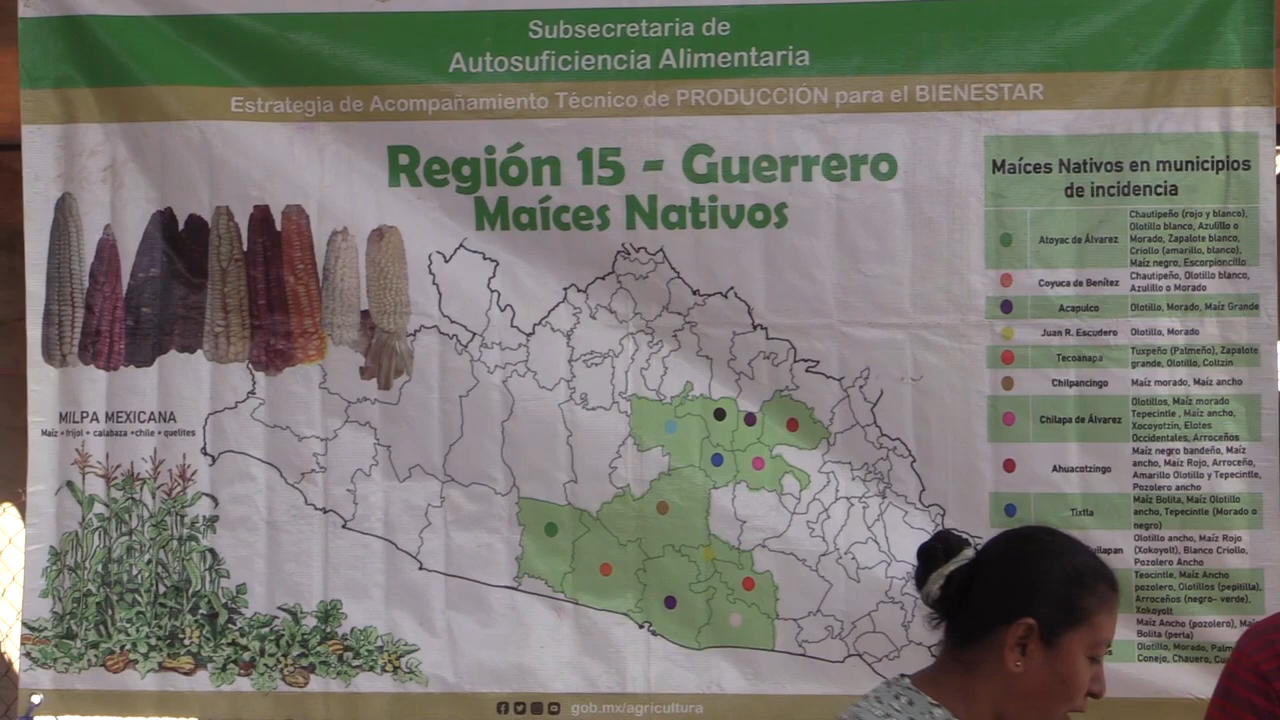 Subsecretaria de
Autosuficiencia Alimentaria
Estrategia de Acompañamiento Técnico de PRODUCCIÓN para el BIENESTAR
Región 15 - Guerrero
Maíces Nativos
MILPA MEXICANA
Maíz + frijol + calabaza + chile + quelites
Maíces Nativos en municipios
de incidencia
Atoyac de Álvarez
Chautipeño (rojo y blanco),
Olotillo blanco, Azulillo o
Morado, Zapalote blanco,
Criollo (amarillo, blanco),
Maíz negro, Escorpioncillo
Coyuca de Benítez
Chautipeño, Olotillo blanco,
Azulillo o Morado
Acapulco
Olotillo, Morado, Maíz Grande
Juan R. Escudero
Olotillo, Morado
Tecoanapa
Tuxpeño (Palmeño), Zapalote
grande, Olotillo, Coltzin
Chilpancingo
Maíz morado, Maíz ancho
Chilapa de Álvarez
Olotillos, Maíz morado
Tepecintle , Maíz ancho,
Xocoyotzin, Elotes
Occidentales, Arroceños
Ahuacotzingo
Maíz negro bandeño, Maíz
ancho, Maíz Rojo, Arroceño,
Amarillo Olotillo y Tepecintle,
Pozolero ancho
Tixtla
Maíz Bolita, Maíz Olotillo
ancho, Tepecintle (Morado o
negro)
Olotillo ancho, Maíz Rojo
(Xokoyolt), Blanco Criollo,
Pozolero Ancho
Teocintle, Maíz Ancho
pozolero, Olotillos (pepitilla),
Arroceños (negro- verde),
Xokoyolt
Maíz Ancho (pozolero),
Bolita (perla)
Olotillo, Morado,
Conejo, Chauero,
gob.mx/agricultura